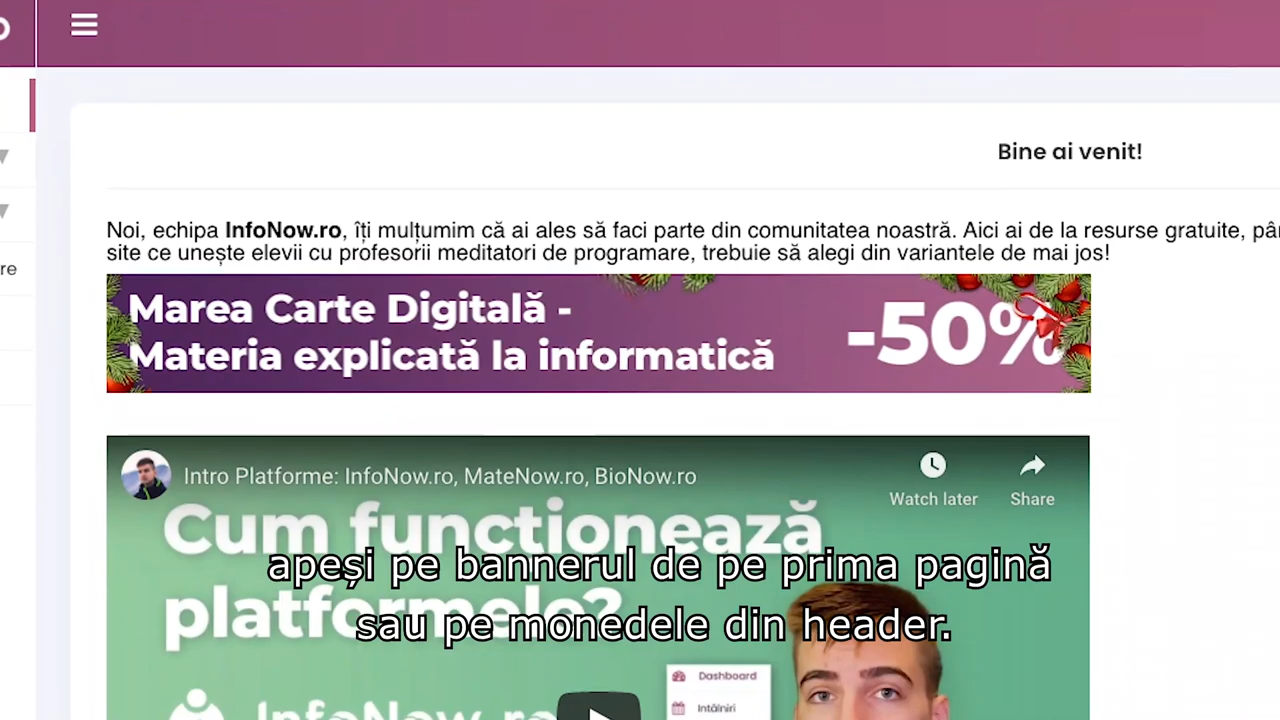 Bine ai venit!
Noi, echipa InfoNow.ro, îți mulțumim că ai ales să faci parte din comunitatea noastră. Aici ai de la resurse gratuite,
site ce unește elevii cu profesorii meditatori de programare, trebuie să alegi din variantele de mai jos!
Marea Carte Digitală -
Materia explicată la informatică
-50%
Intro Platforme: InfoNow.ro, MateNow.ro, BioNow.ro
Watch later
Share
Cum funcționează
platformele?
apeși pe bannerul de pe prima pagină
sau pe monedele din header.
Dashboard
Întâlniri
InfoNow.ro